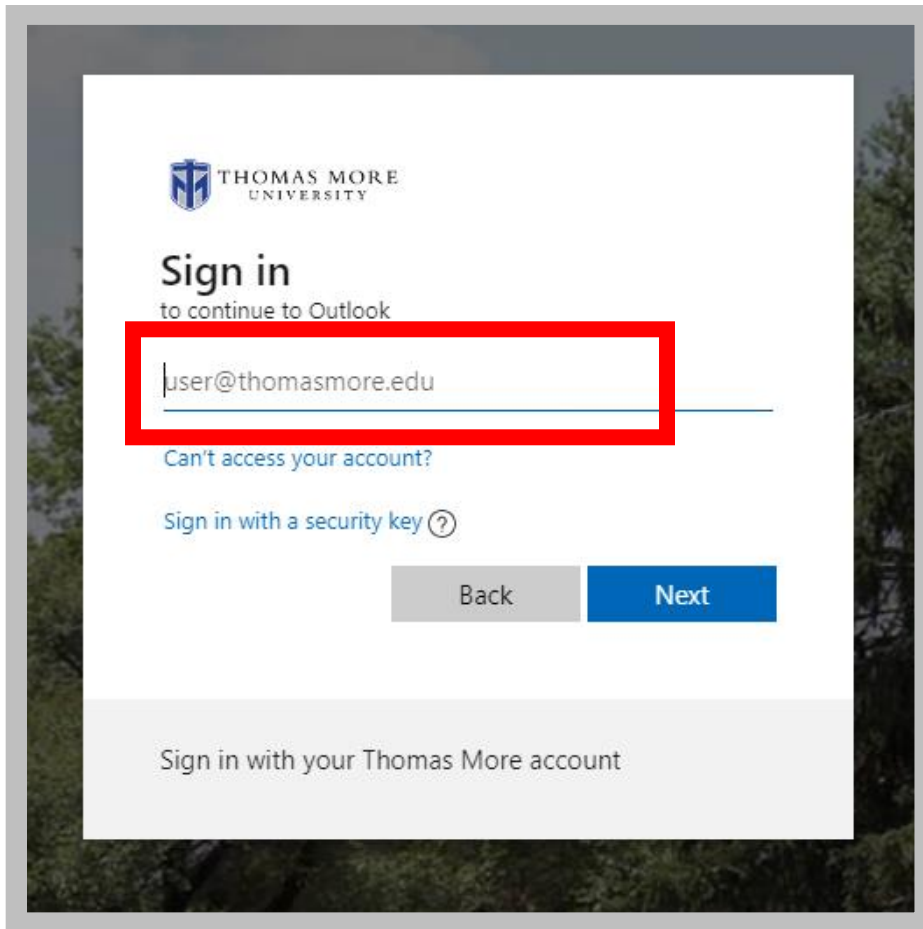 THOMAS MORE
UNIVERSITY
Sign in
to continue to Outlook
user@thomasmore.edu
Can't access your account?
Sign in with a security key ?
Back Next
Sign in with your Thomas More account